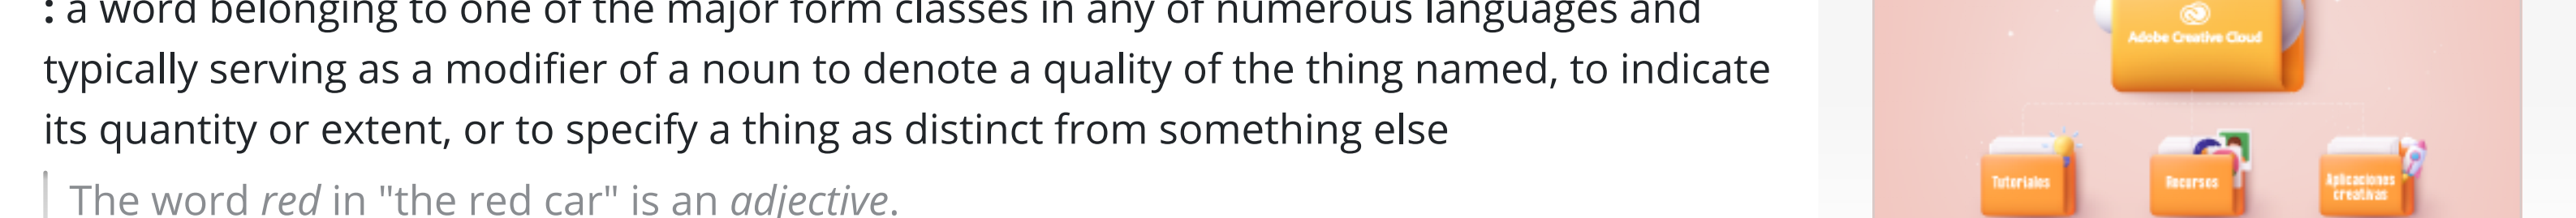 : a word belonging to one of the major form classes in any of numerous languages and
typically serving as a modifier of a noun to denote a quality of the thing named, to indicate
its quantity or extent, or to specify a thing as distinct from something else
The word red in "the red car" is an adjective.
Adobe Creative Cloud
Tutoriales
Recursos
Aplicaciones
creativas